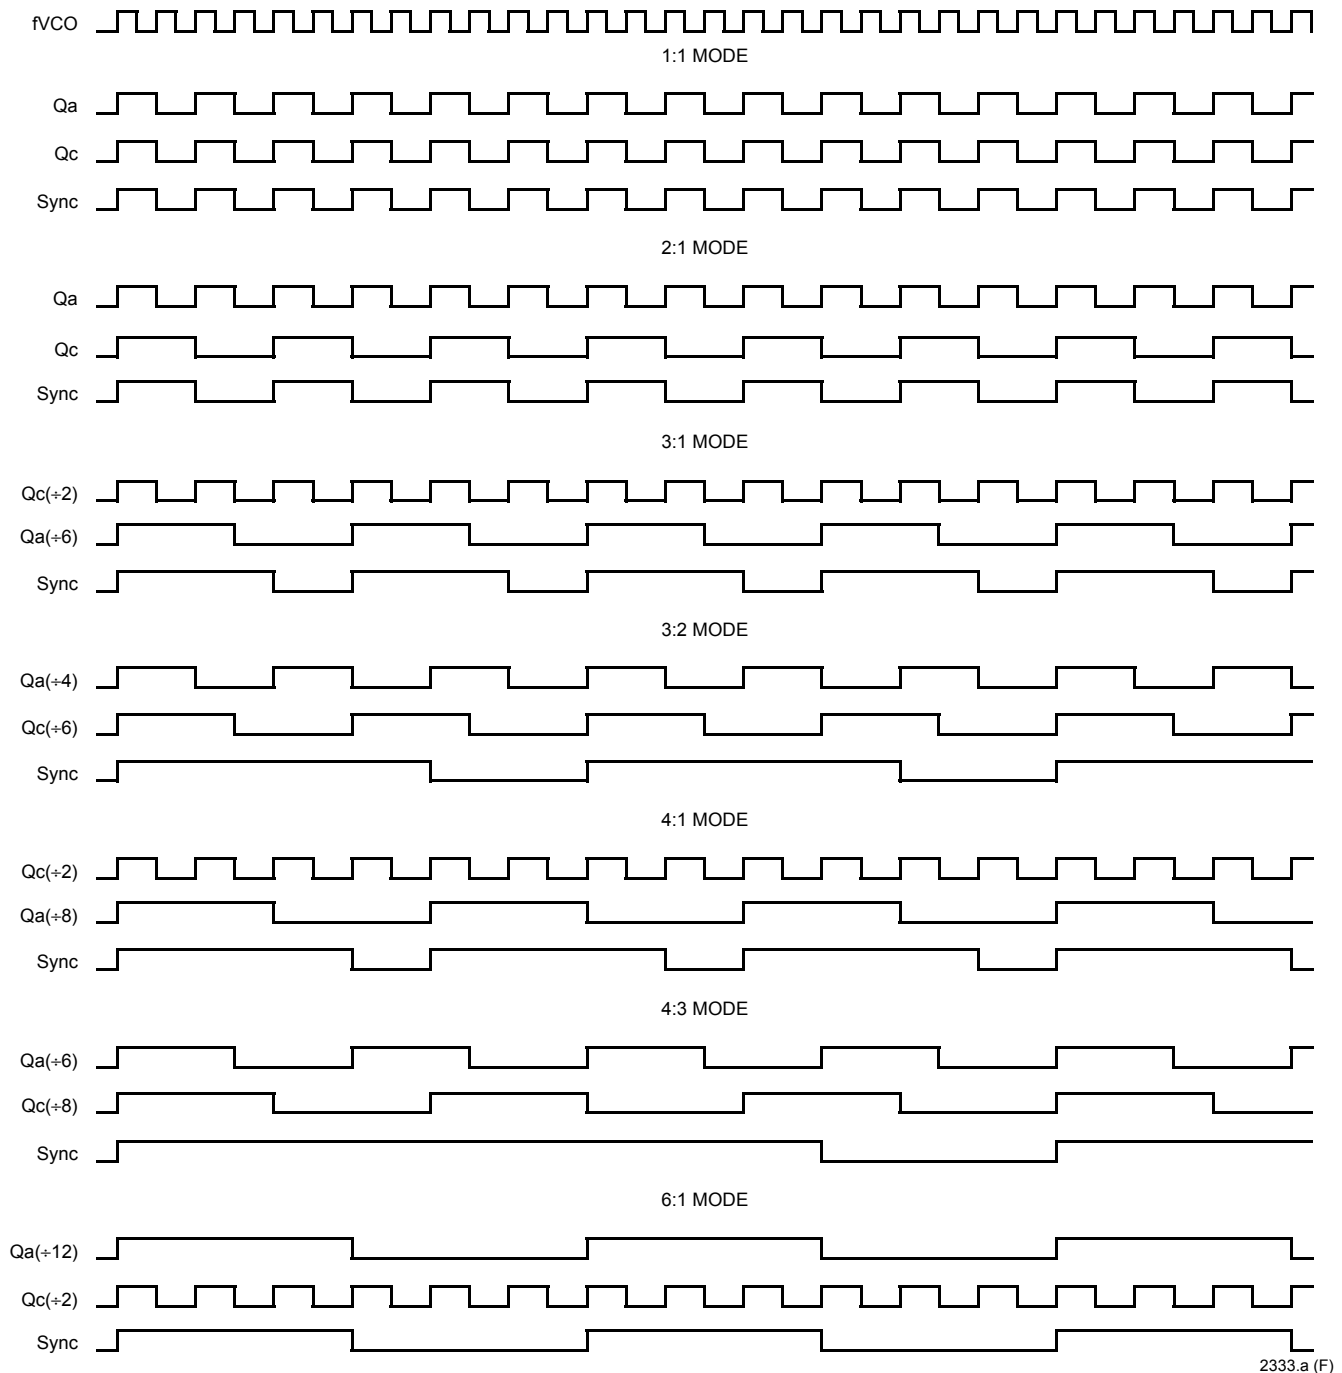 fVCO
1:1 MODE
Qa
Qc
Sync
2:1 MODE
Qa
Qc
Sync
3:1 MODE
Qc(÷2)
Qa(÷6)
Sync
3:2 MODE
Qa(÷4)
Qc(÷6)
Sync
4:1 MODE
Qc(÷2)
Qa(÷8)
Sync
4:3 MODE
Qa(÷6)
Qc(÷8)
Sync
6:1 MODE
Qa(÷12)
Qc(÷2)
Sync
2333.a (F)